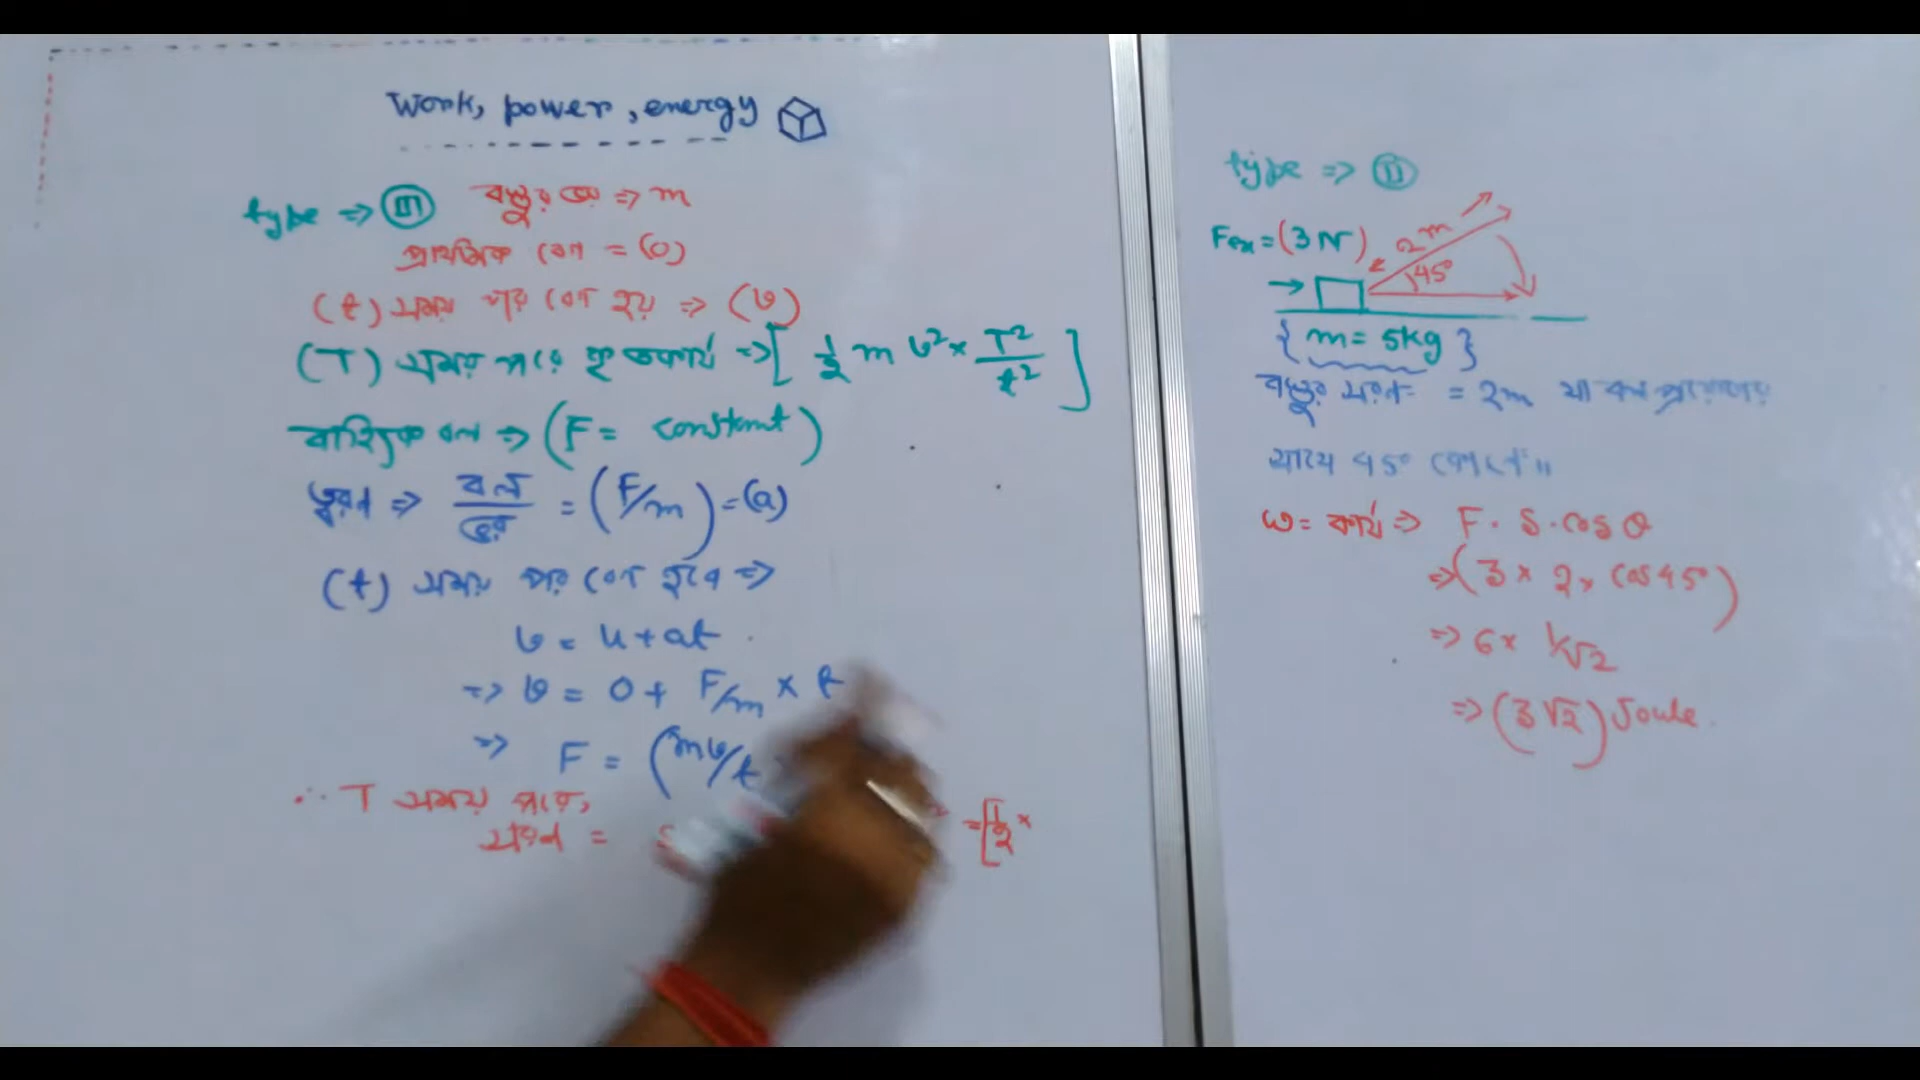 Work, power, energy
type ⇒ III বস্তুর ভর ⇒ m
প্রাথমিক বেগ = (0)
(t) সময় পর বেগ হয় ⇒ (v)
(T) সময় পরে কৃতকার্য ⇒ [ 1/2 m v² × T²/t² ]
বাহ্যিক বল ⇒ (F = constant)
ত্বরণ ⇒ বল/ভর = (F/m) = (a)
(t) সময় পর বেগ হবে ⇒
v = u + at
⇒ v = 0 + F/m × t
⇒ F = (mv/t
∴ T সময় পরে,
সরণ = = [1/2 ×
type ⇒ II
Fex = (3N) 2m
45°
{ m = 5kg }
বস্তুর সরণ = 2m যা বল প্রয়োগের
সাথে 45° কোণে॥
W = কার্য ⇒ F. S. cos θ
⇒ (3 × 2 × cos 45°)
⇒ 6 × 1/√2
⇒ (3√2) Joule.